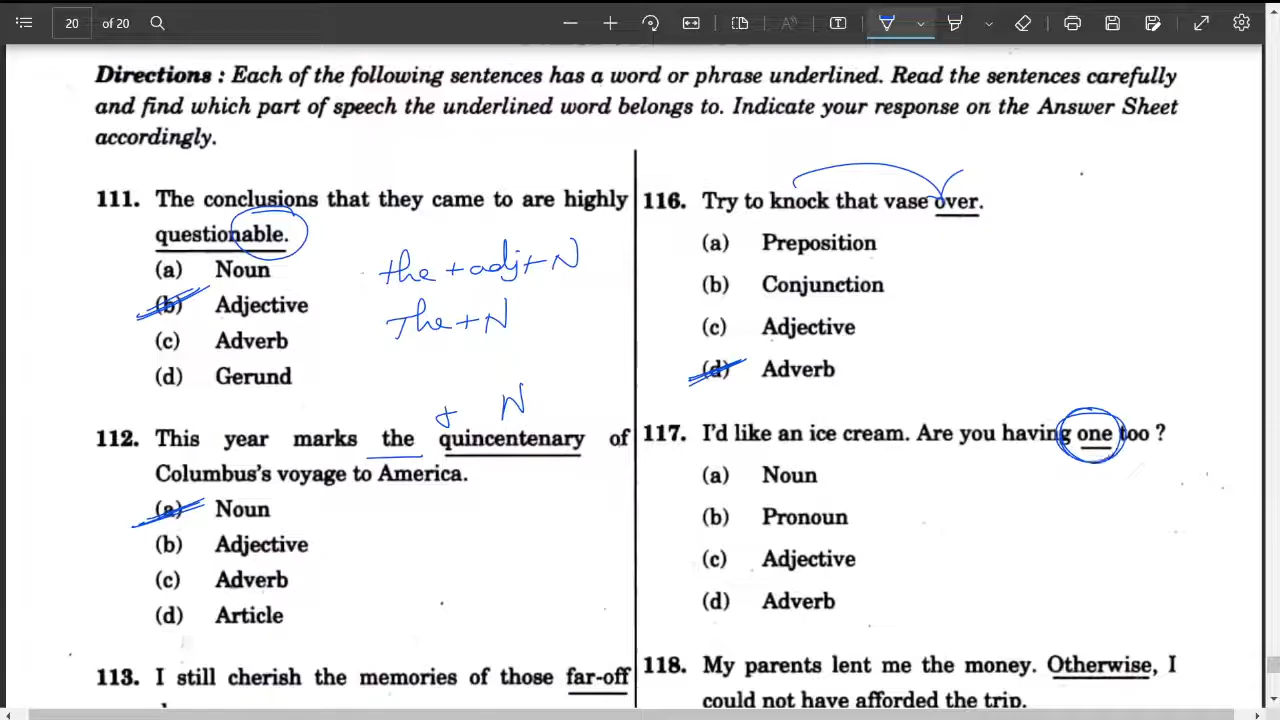 20 of 20
Directions : Each of the following sentences has a word or phrase underlined. Read the sentences carefully
and find which part of speech the underlined word belongs to. Indicate your response on the Answer Sheet
accordingly.
111. The conclusions that they came to are highly
questionable.
(a) Noun
(b) Adjective
(c) Adverb
(d) Gerund
the + adj + N
The + N
+ N
112. This year marks the quincentenary of
Columbus's voyage to America.
(a) Noun
(b) Adjective
(c) Adverb
(d) Article
113. I still cherish the memories of those far-off
116. Try to knock that vase over.
(a) Preposition
(b) Conjunction
(c) Adjective
(d) Adverb
117. I'd like an ice cream. Are you having one too ?
(a) Noun
(b) Pronoun
(c) Adjective
(d) Adverb
118. My parents lent me the money. Otherwise, I
could not have afforded the trip.